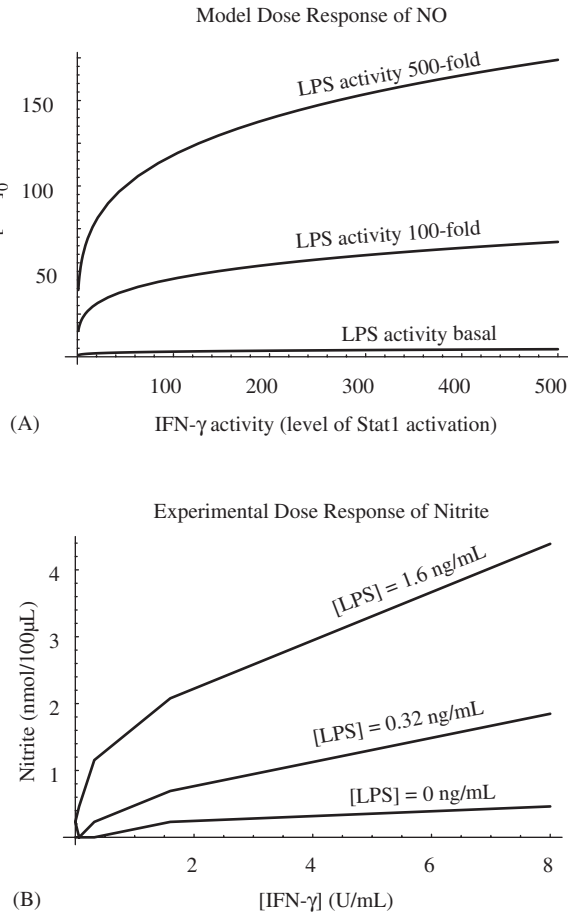 Model Dose Response of NO
150
100
50
LPS activity 500-fold
LPS activity 100-fold
LPS activity basal
100 200 300 400 500
(A) IFN-γ activity (level of Stat1 activation)
Experimental Dose Response of Nitrite
Nitrite (nmol/100μL)
4
3
2
1
[LPS] = 1.6 ng/mL
[LPS] = 0.32 ng/mL
[LPS] = 0 ng/mL
2 4 6 8
(B) [IFN-γ] (U/mL)